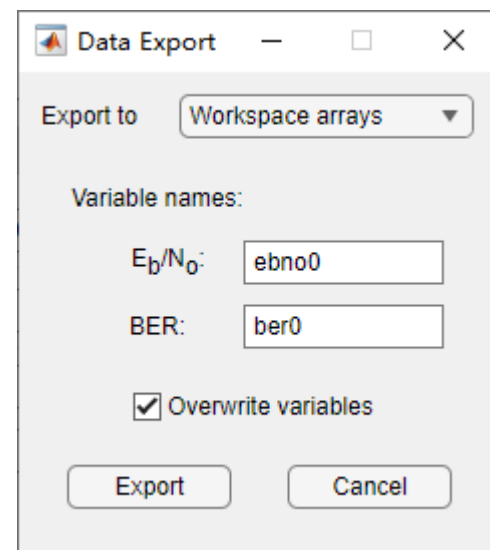 Data Export
Export to Workspace arrays
Variable names:
Eb/No: ebno0
BER: ber0
Overwrite variables
Export Cancel